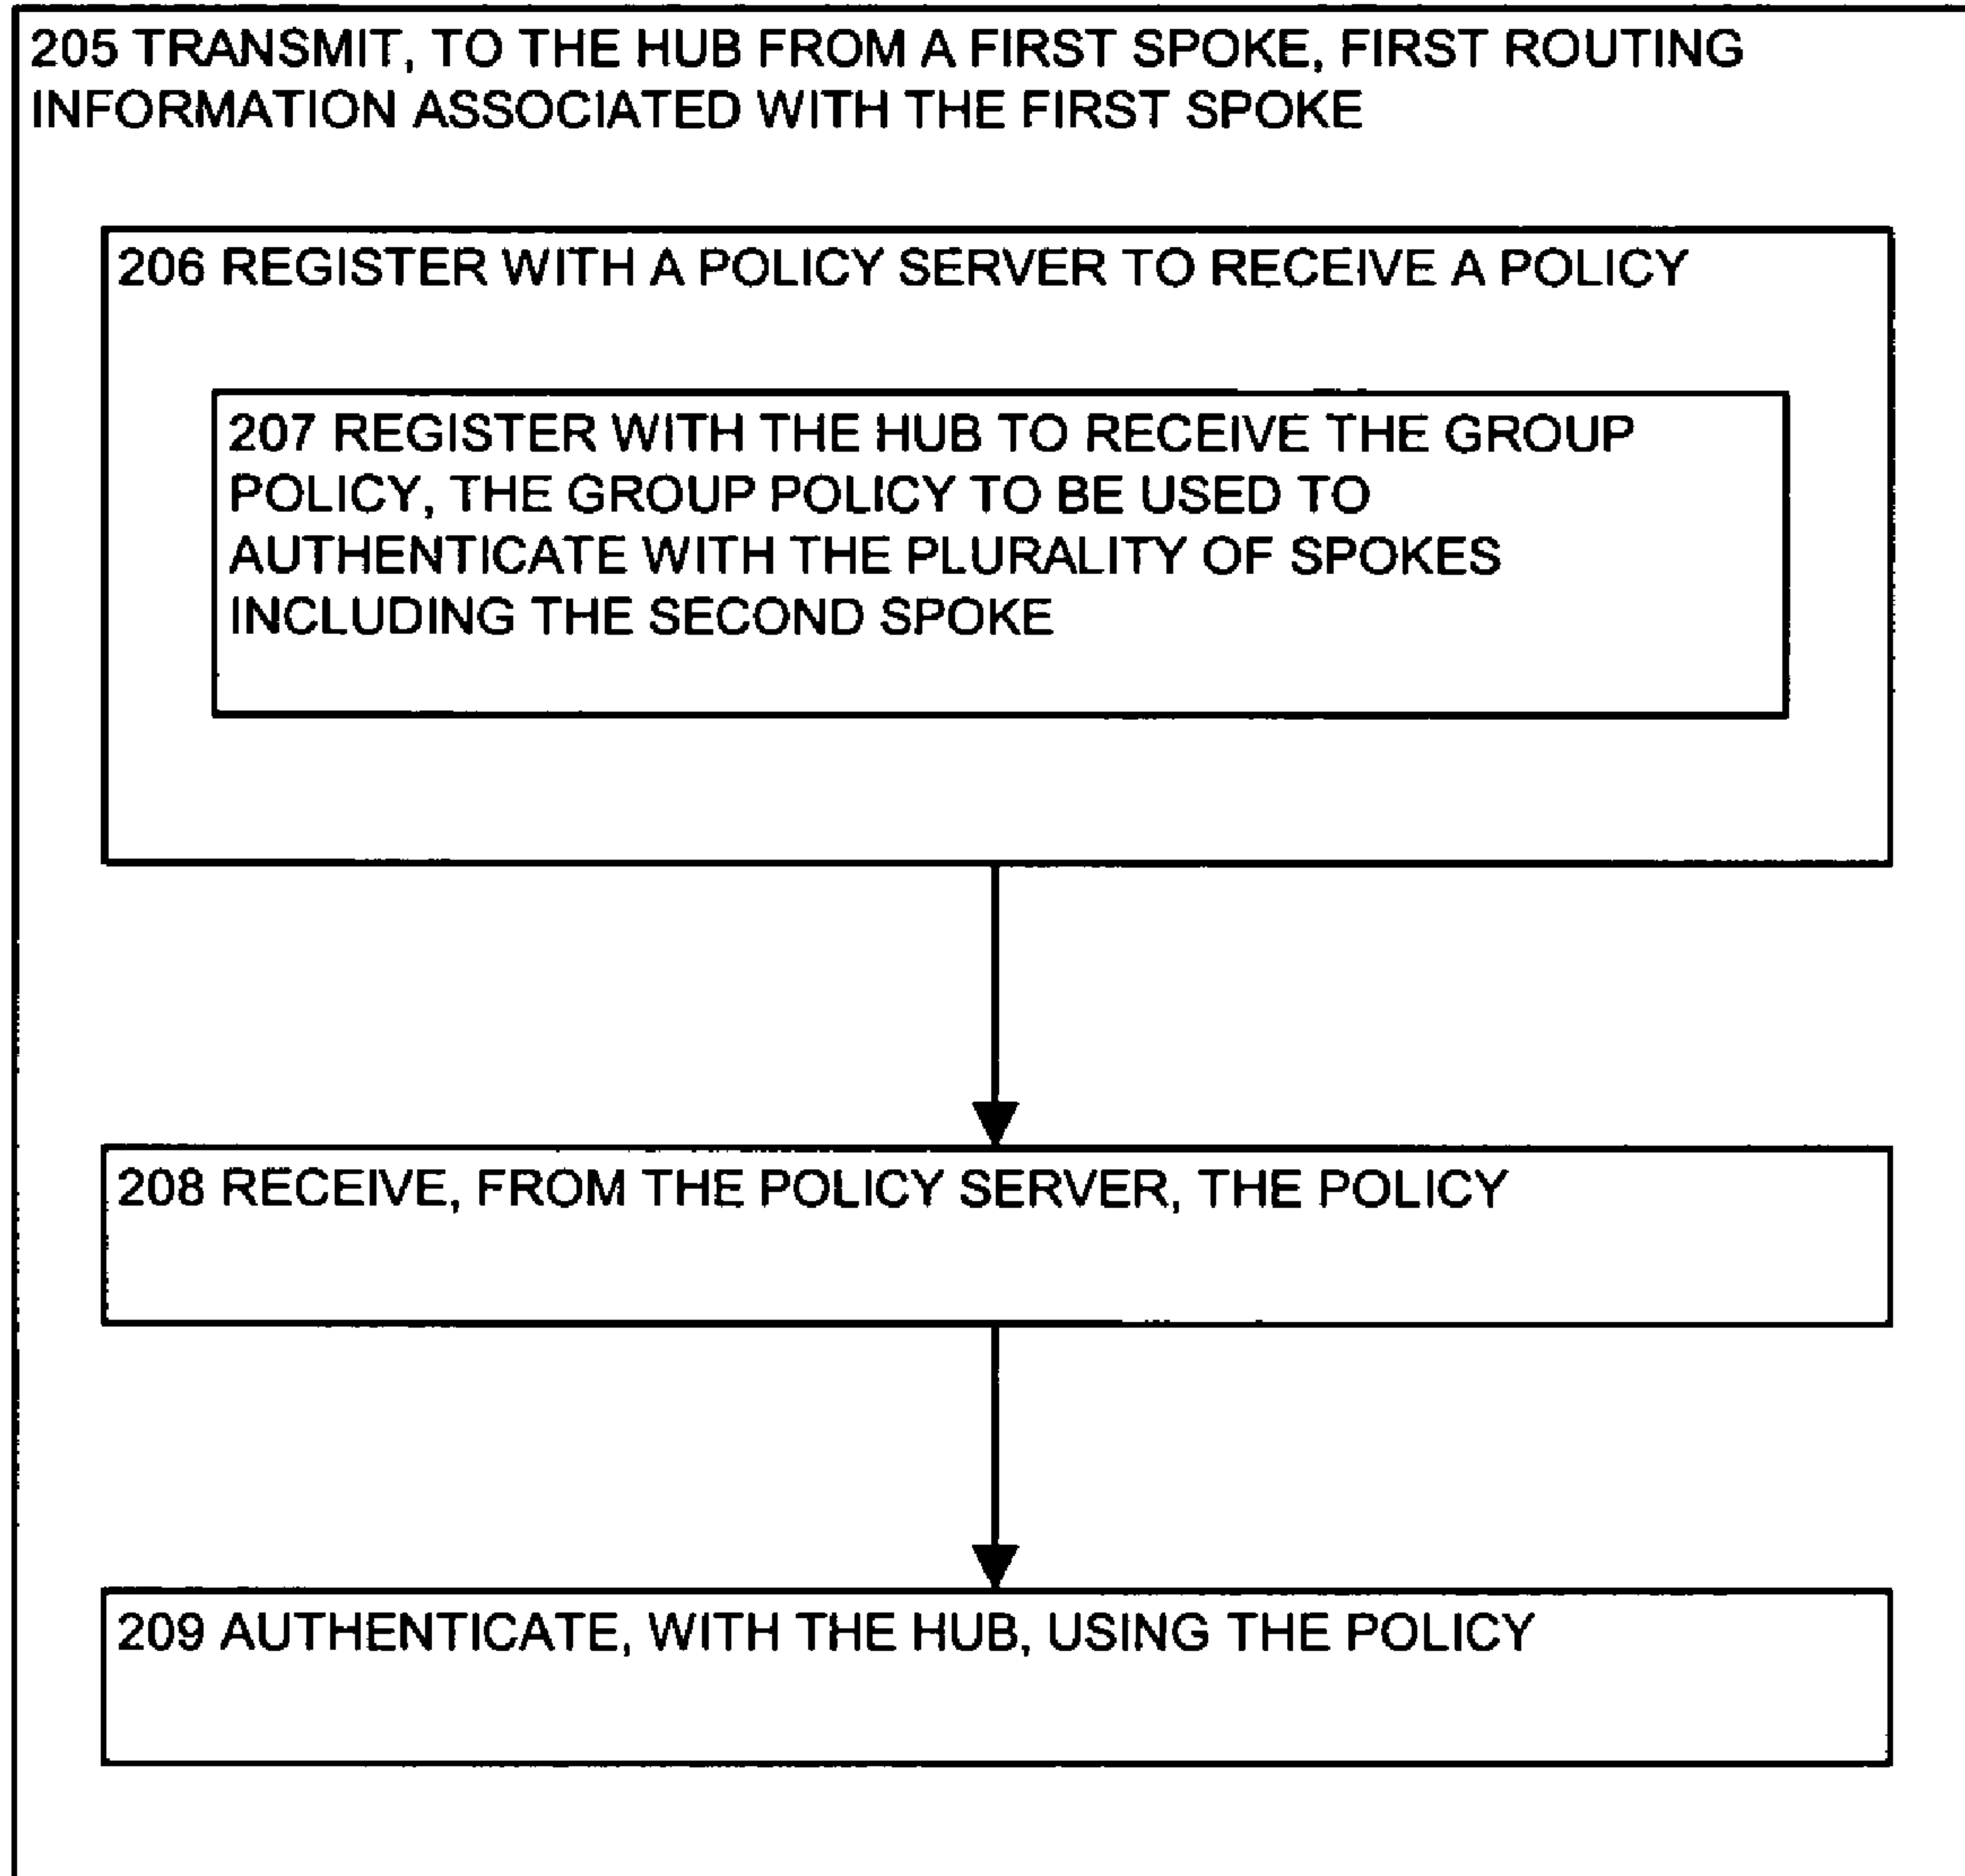 205 TRANSMIT, TO THE HUB FROM A FIRST SPOKE, FIRST ROUTING
INFORMATION ASSOCIATED WITH THE FIRST SPOKE
206 REGISTER WITH A POLICY SERVER TO RECEIVE A POLICY
207 REGISTER WITH THE HUB TO RECEIVE THE GROUP
POLICY, THE GROUP POLICY TO BE USED TO
AUTHENTICATE WITH THE PLURALITY OF SPOKES
INCLUDING THE SECOND SPOKE
208 RECEIVE, FROM THE POLICY SERVER, THE POLICY
209 AUTHENTICATE, WITH THE HUB, USING THE POLICY